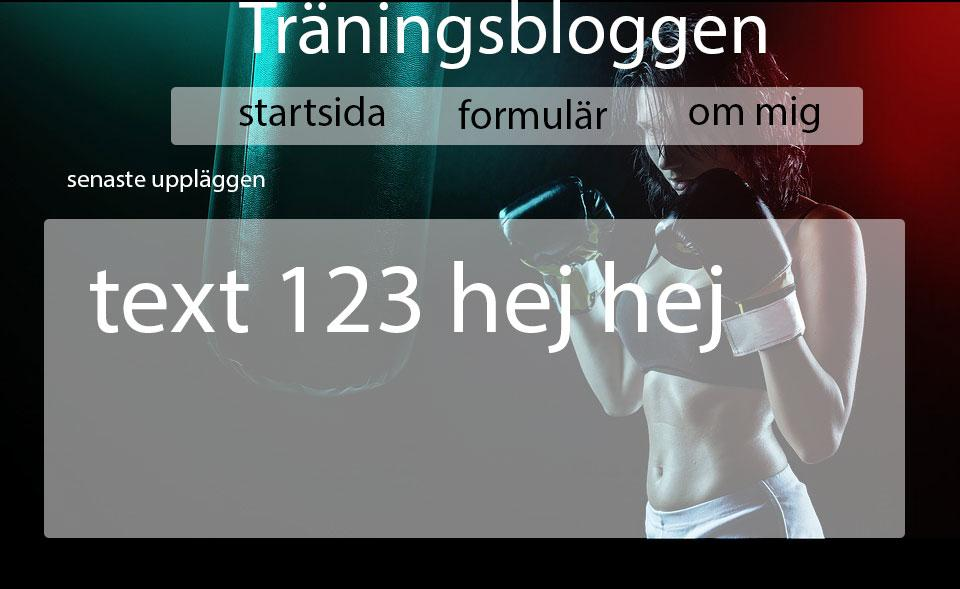 Träningsbloggen
startsida formulär om mig
senaste uppläggen
text 123 hej hej